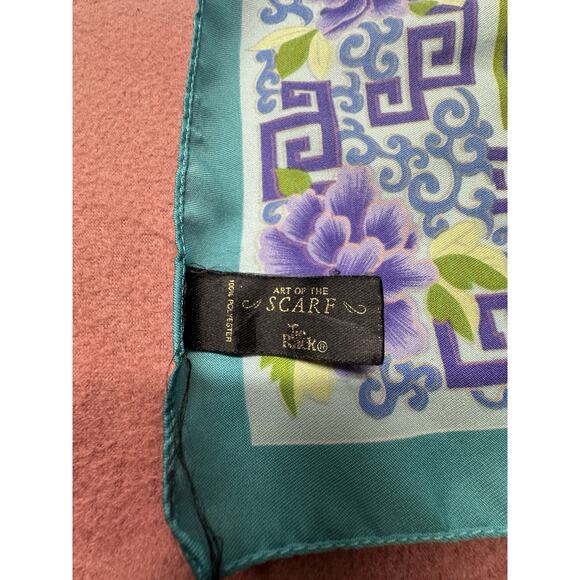 ART OF THE
SCARF
The
Rack®
100% POLYESTER